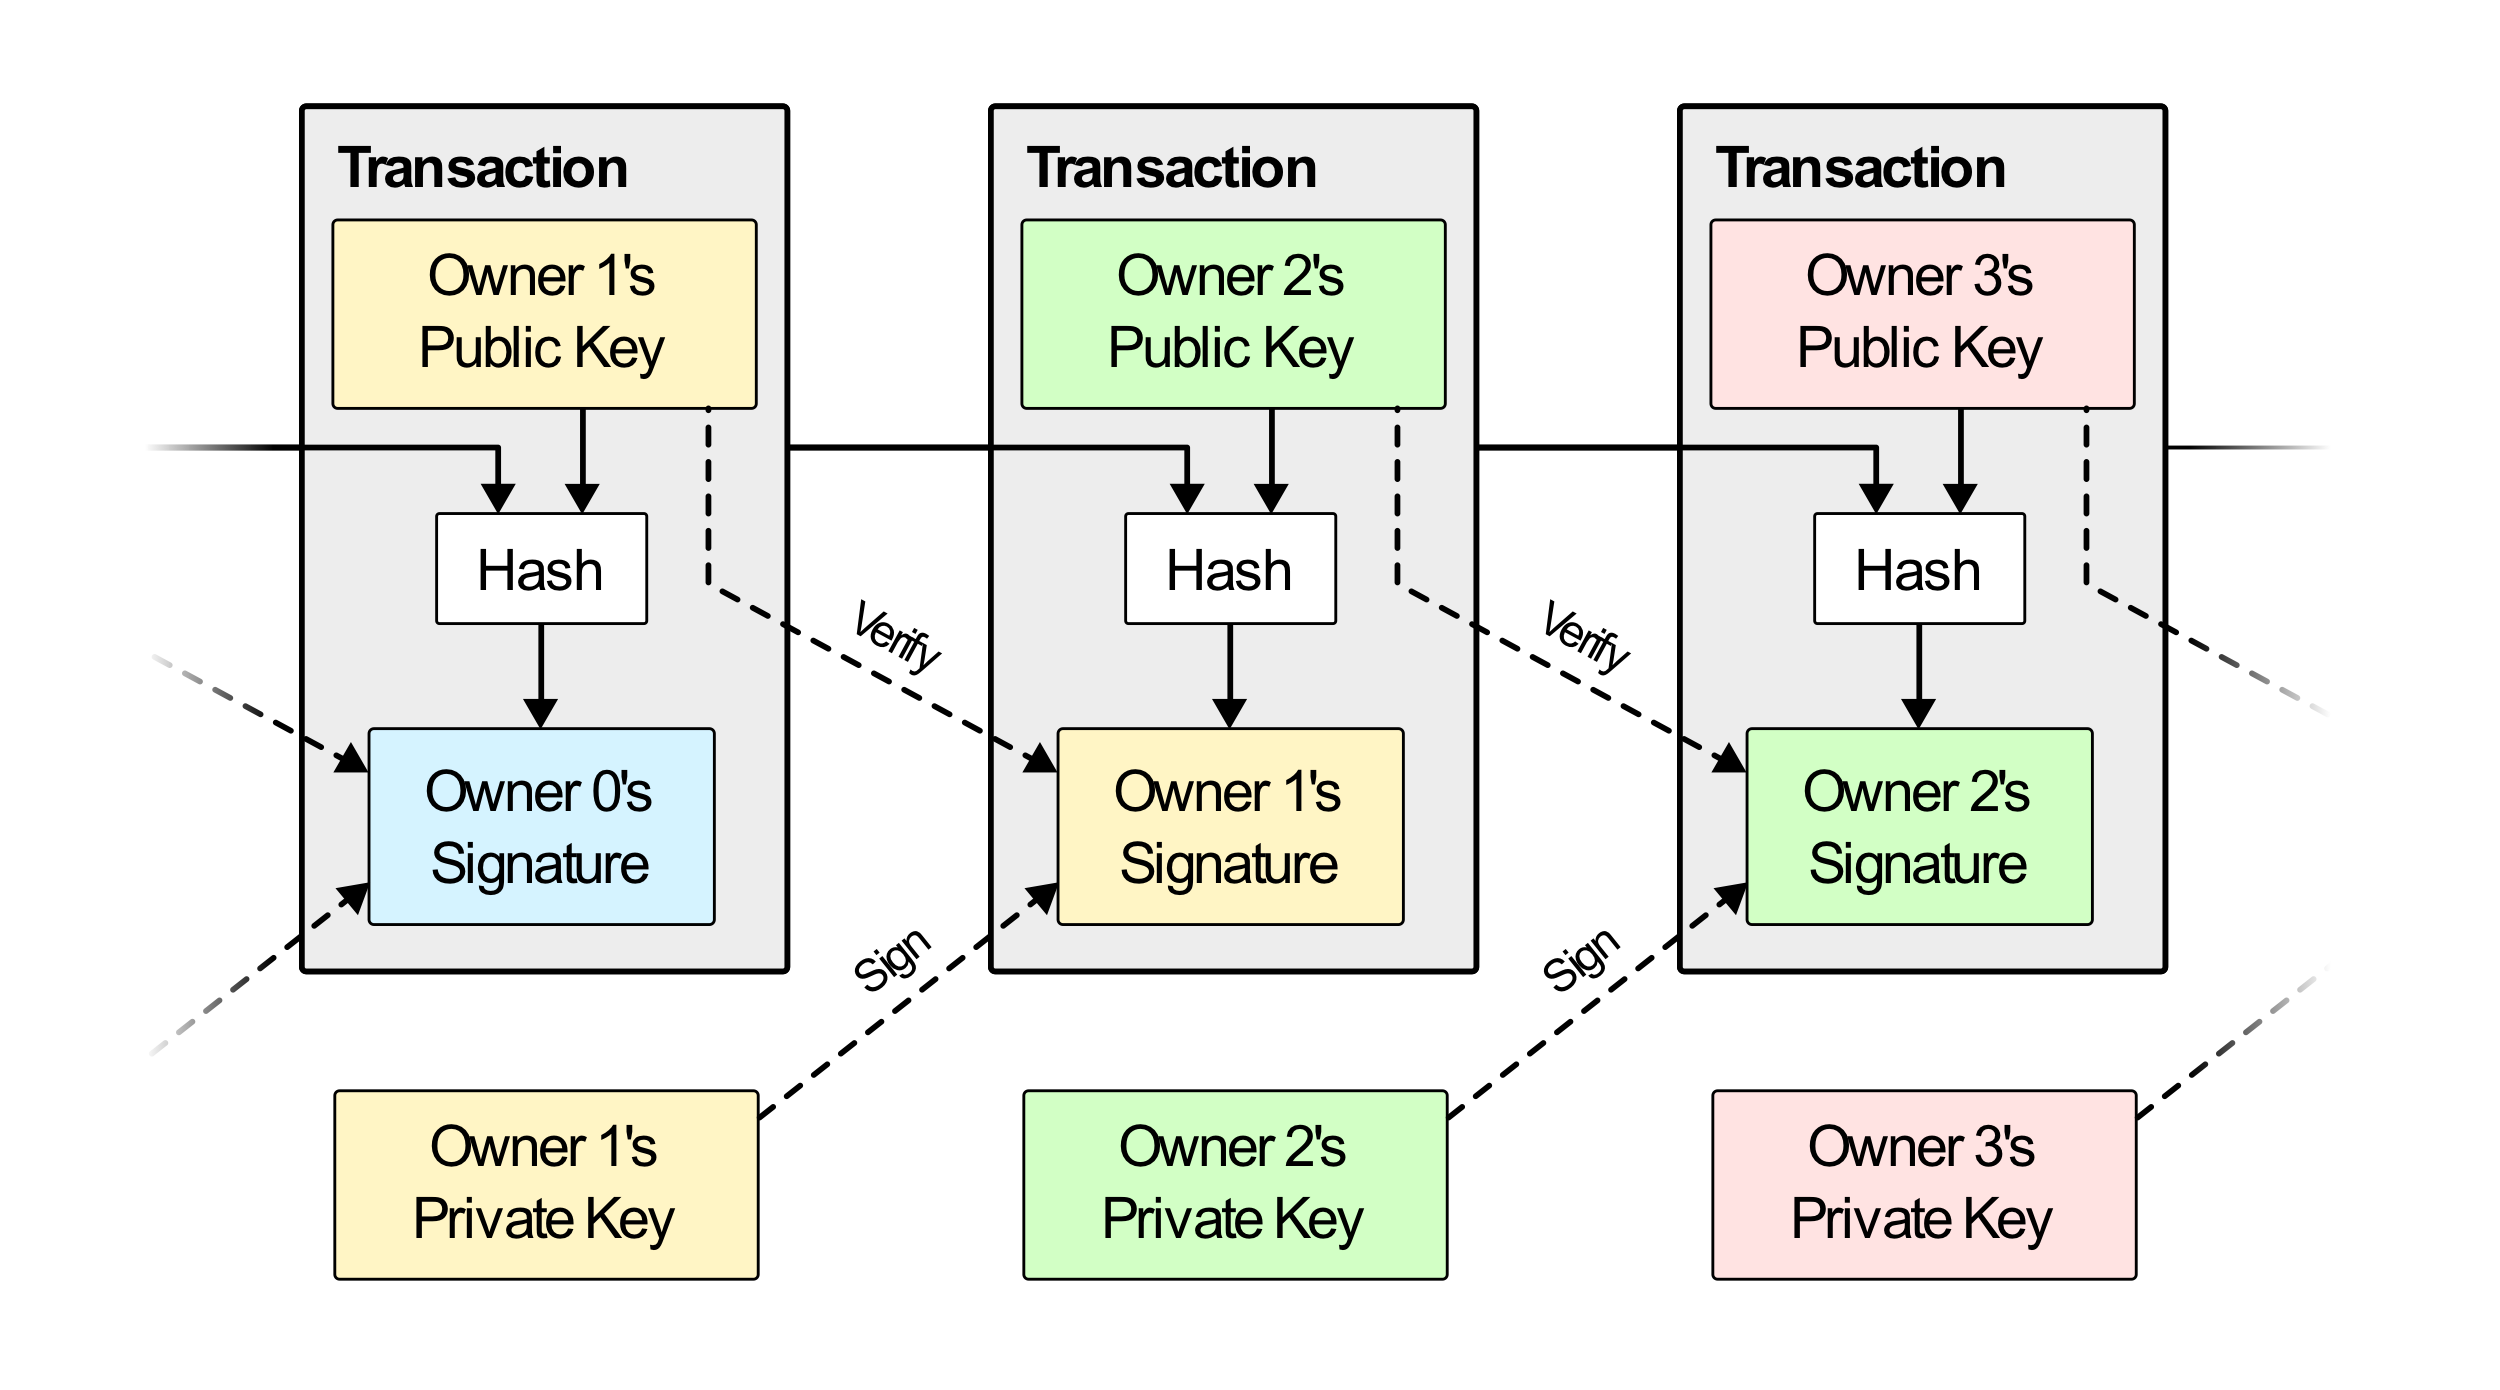 Transaction
Owner 1's
Public Key
Hash
Owner 0's
Signature
Transaction
Owner 2's
Public Key
Hash
Owner 1's
Signature
Transaction
Owner 3's
Public Key
Hash
Owner 2's
Signature
Verify
Verify
Sign
Sign
Owner 1's
Private Key
Owner 2's
Private Key
Owner 3's
Private Key